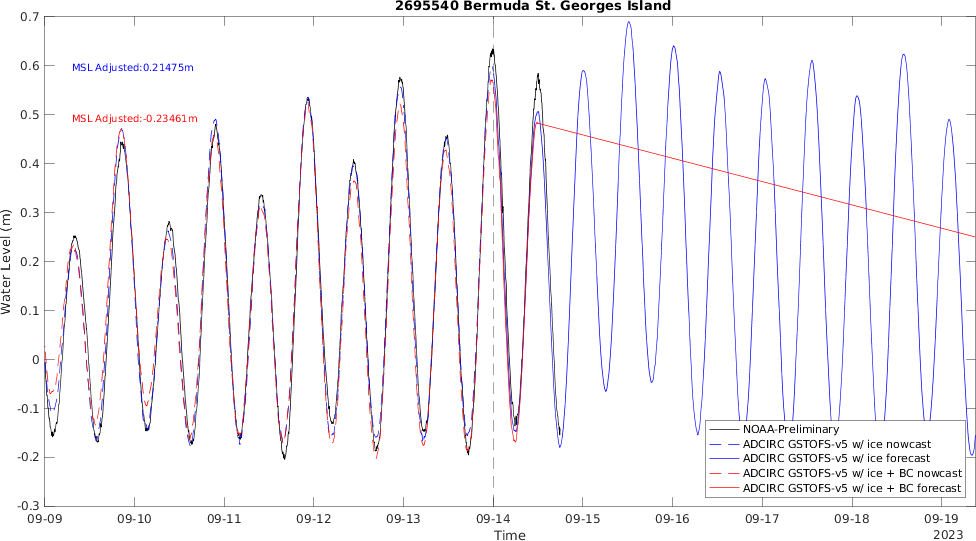 2695540 Bermuda St. Georges Island
0.7
0.6
0.5
0.4
0.3
0.2
0.1
0
-0.1
-0.2
-0.3
Water Level (m)
MSL Adjusted:0.21475m
MSL Adjusted:-0.23461m
NOAA-Preliminary
ADCIRC GSTOFS-v5 w/ ice nowcast
ADCIRC GSTOFS-v5 w/ ice forecast
ADCIRC GSTOFS-v5 w/ ice + BC nowcast
ADCIRC GSTOFS-v5 w/ ice + BC forecast
09-09 09-10 09-11 09-12 09-13 09-14 09-15 09-16 09-17 09-18 09-19
Time
2023